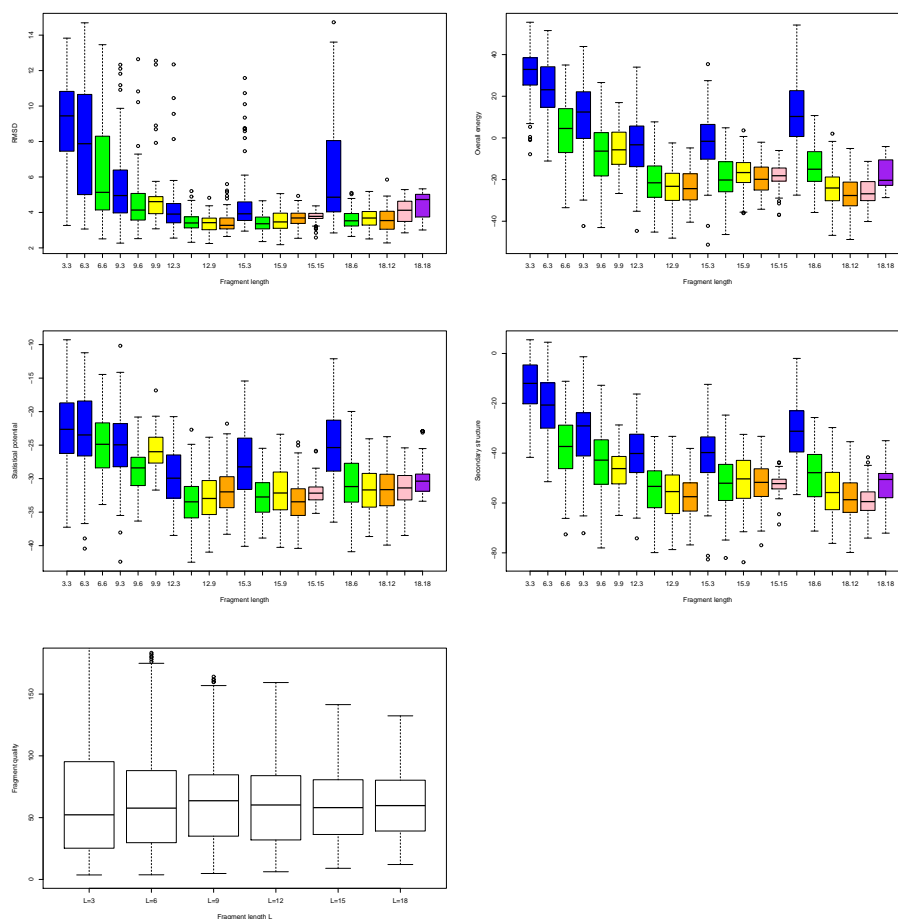 RMSD
2
4
6
8
10
12
14
3.3 6.3 6.6 9.3 9.6 9.9 12.3 12.9 15.3 15.9 15.15 18.6 18.12 18.18
Fragment length
Overall energy
−40
−20
0
20
40
3.3 6.3 6.6 9.3 9.6 9.9 12.3 12.9 15.3 15.9 15.15 18.6 18.12 18.18
Fragment length
Statistical potential
−40
−35
−30
−25
−20
−15
−10
3.3 6.3 6.6 9.3 9.6 9.9 12.3 12.9 15.3 15.9 15.15 18.6 18.12 18.18
Fragment length
Secondary structure
−80
−60
−40
−20
0
3.3 6.3 6.6 9.3 9.6 9.9 12.3 12.9 15.3 15.9 15.15 18.6 18.12 18.18
Fragment length
Fragment quality
0
50
100
150
L=3 L=6 L=9 L=12 L=15 L=18
Fragment length L